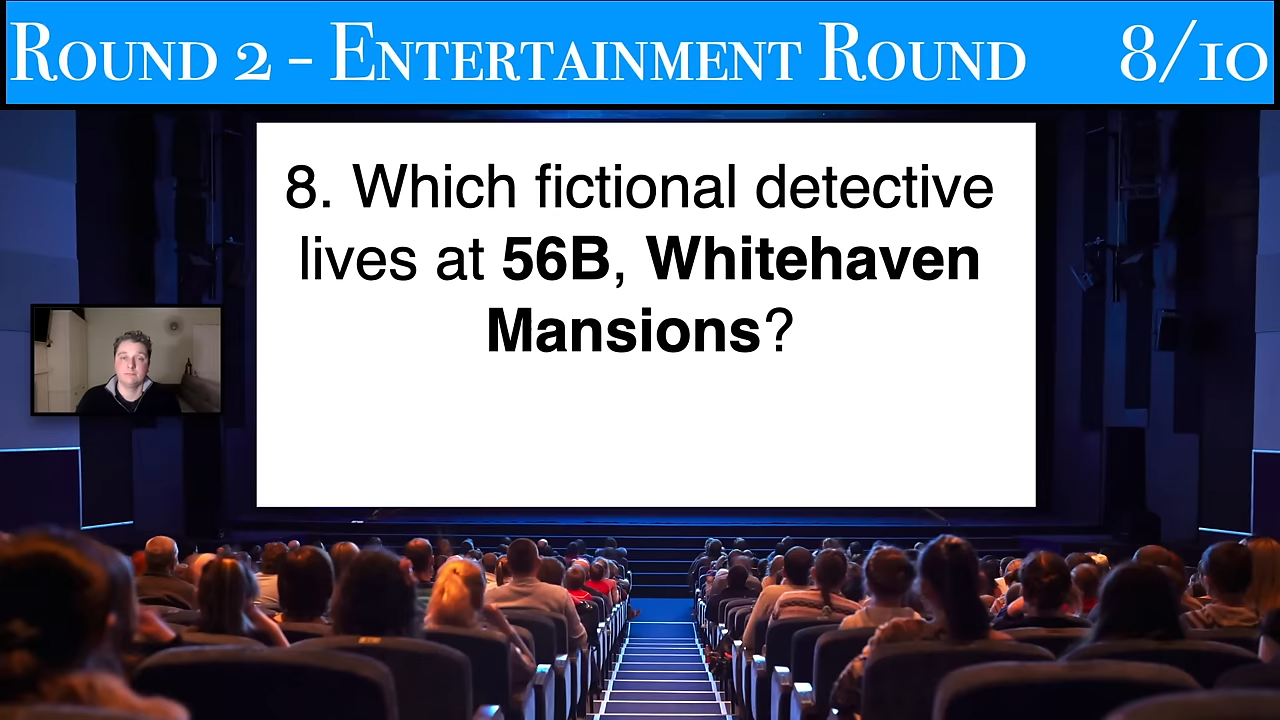 Round 2 - Entertainment Round 8/10
8. Which fictional detective
lives at 56B, Whitehaven
Mansions?